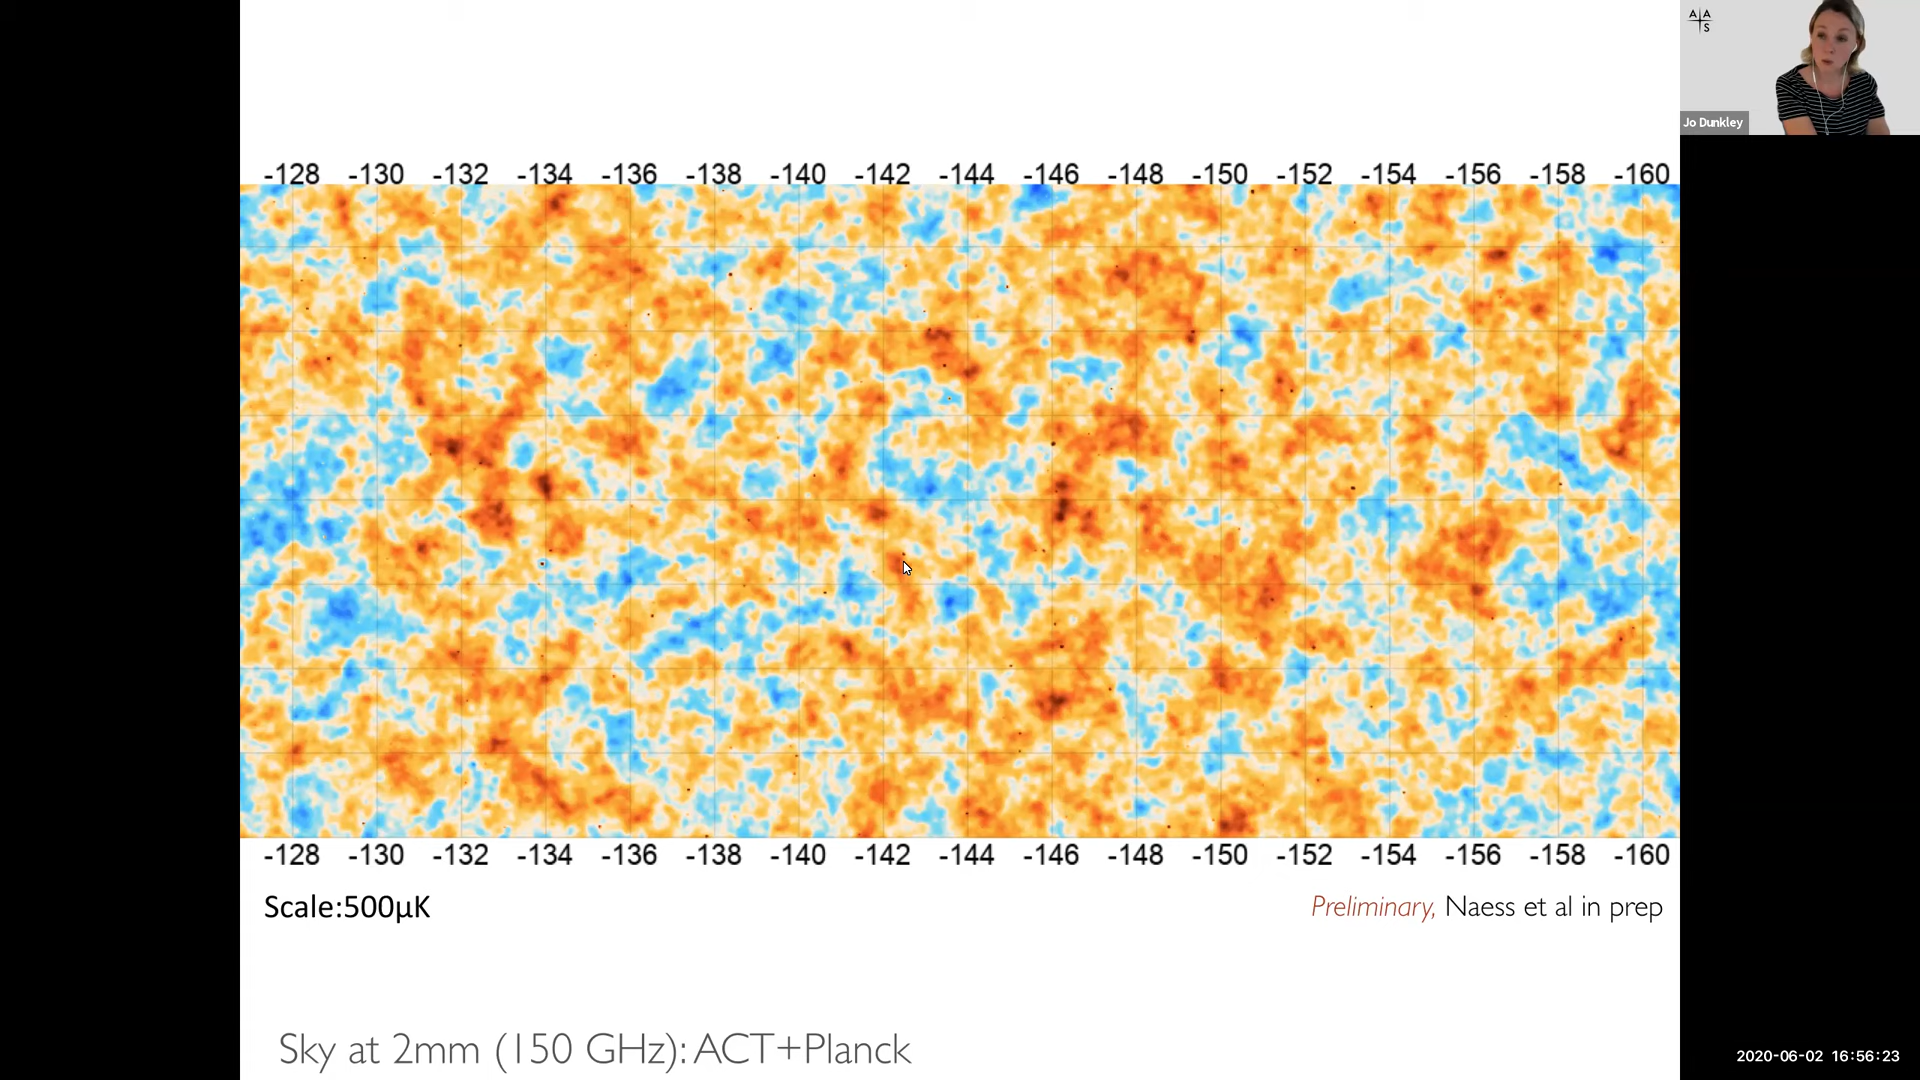 A A
S
Jo Dunkley
-128 -130 -132 -134 -136 -138 -140 -142 -144 -146 -148 -150 -152 -154 -156 -158 -160
-128 -130 -132 -134 -136 -138 -140 -142 -144 -146 -148 -150 -152 -154 -156 -158 -160
Scale:500μK
Preliminary, Naess et al in prep
Sky at 2mm (150 GHz): ACT+Planck
2020-06-02 16:56:23